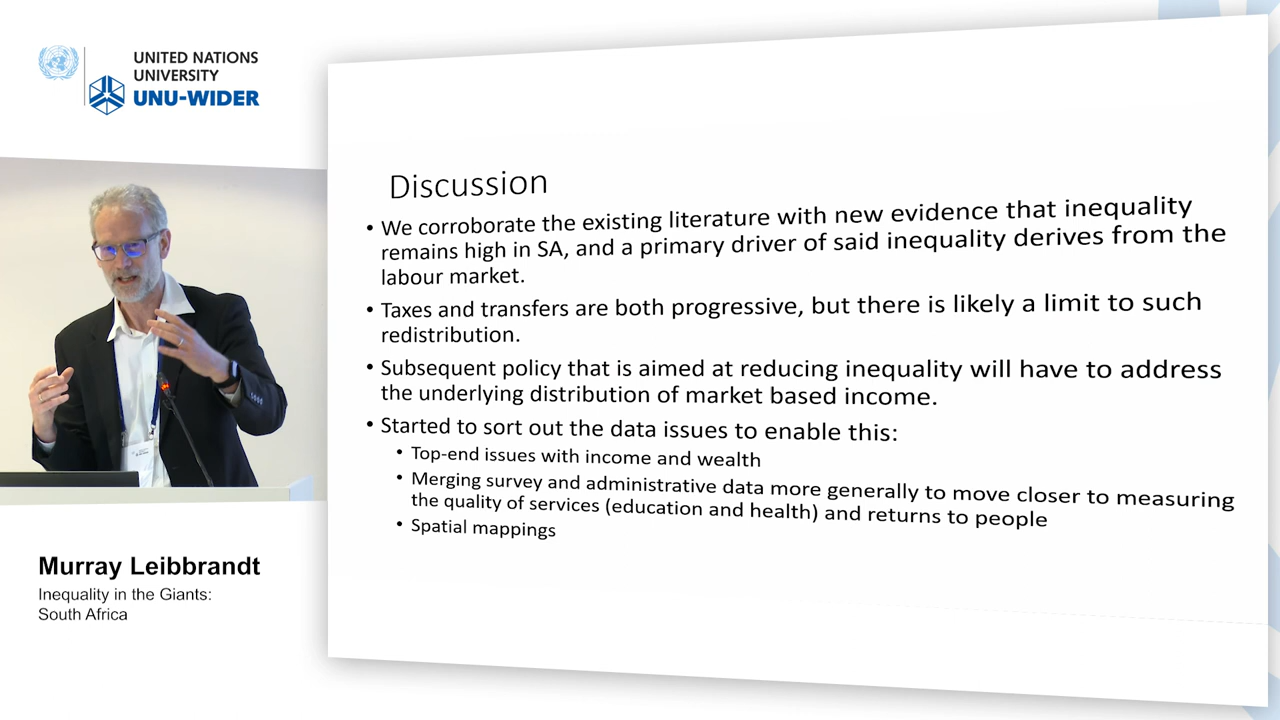 UNITED NATIONS
UNIVERSITY
UNU-WIDER
Discussion
• We corroborate the existing literature with new evidence that inequality
remains high in SA, and a primary driver of said inequality derives from the
labour market.
• Taxes and transfers are both progressive, but there is likely a limit to such
redistribution.
• Subsequent policy that is aimed at reducing inequality will have to address
the underlying distribution of market based income.
• Started to sort out the data issues to enable this:
• Top-end issues with income and wealth
• Merging survey and administrative data more generally to move closer to measuring
the quality of services (education and health) and returns to people
• Spatial mappings
Murray Leibbrandt
Inequality in the Giants:
South Africa